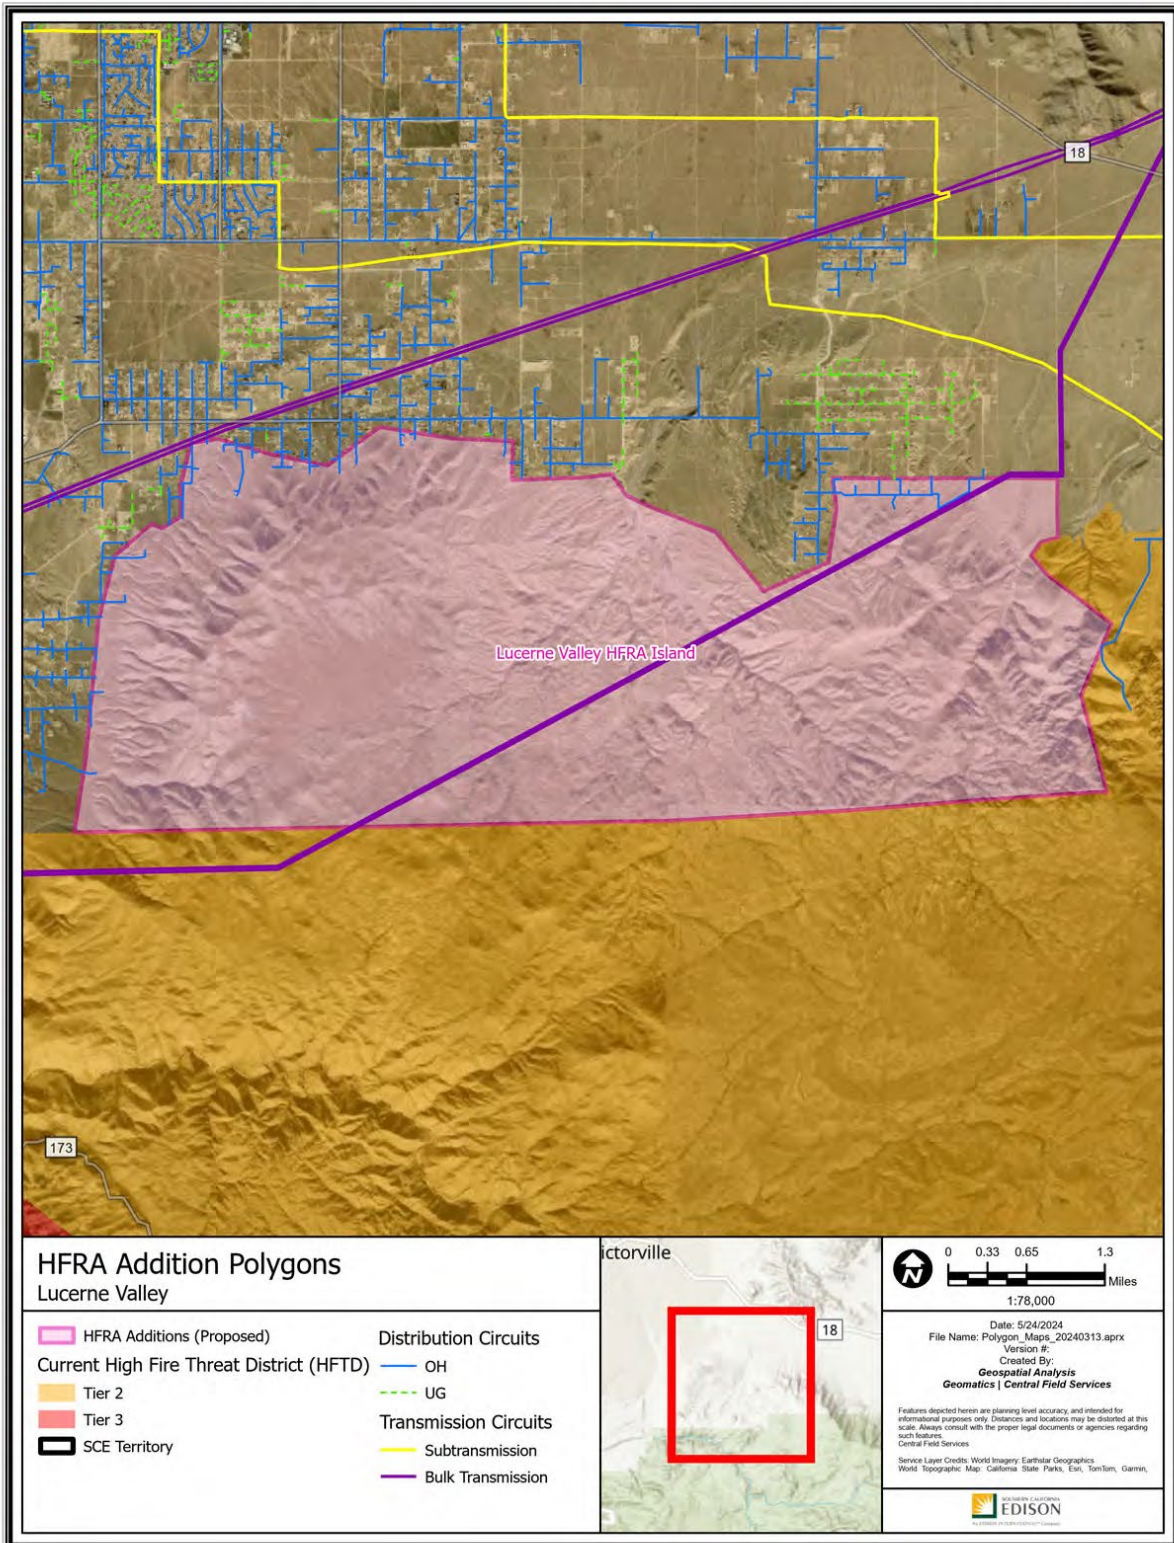 18
Lucerne Valley HFRA Island
173
HFRA Addition Polygons
Lucerne Valley
HFRA Additions (Proposed)
Current High Fire Threat District (HFTD)
Tier 2
Tier 3
SCE Territory
Distribution Circuits
OH
UG
Transmission Circuits
Subtransmission
Bulk Transmission
ictorville
18
N
0 0.33 0.65 1.3
Miles
1:78,000
Date: 5/24/2024
File Name: Polygon_Maps_20240313.aprx
Version #:
Created By:
Geospatial Analysis
Geomatics | Central Field Services
Features depicted herein are planning level accuracy, and intended for
informational purposes only. Distances and locations may be distorted at this
scale. Always consult with the proper legal documents or agencies regarding
such features.
Central Field Services
Service Layer Credits: World Imagery: Earthstar Geographics
World Topographic Map: California State Parks, Esri, TomTom, Garmin,
SOUTHERN CALIFORNIA
EDISON
An EDISON INTERNATIONAL® Company